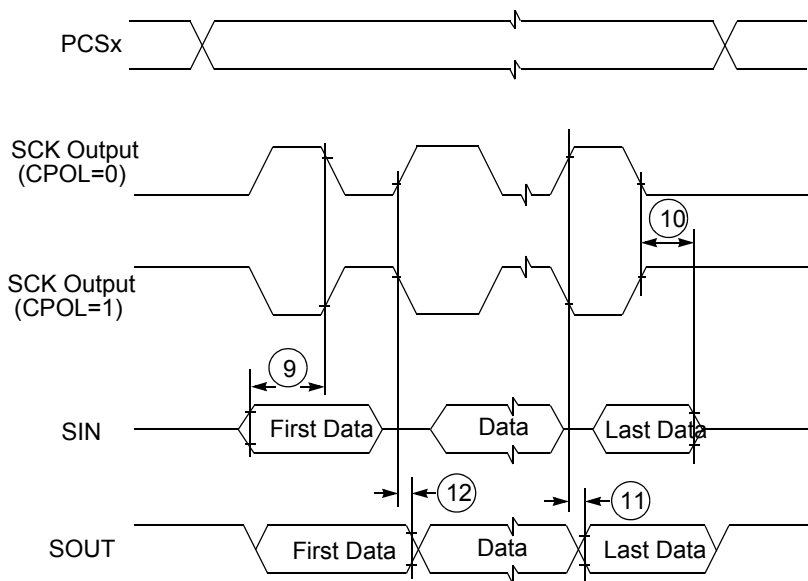 PCSx
SCK Output
(CPOL=0)
10
SCK Output
(CPOL=1)
9
SIN
First Data
Data
Last Data
12
11
SOUT
First Data
Data
Last Data